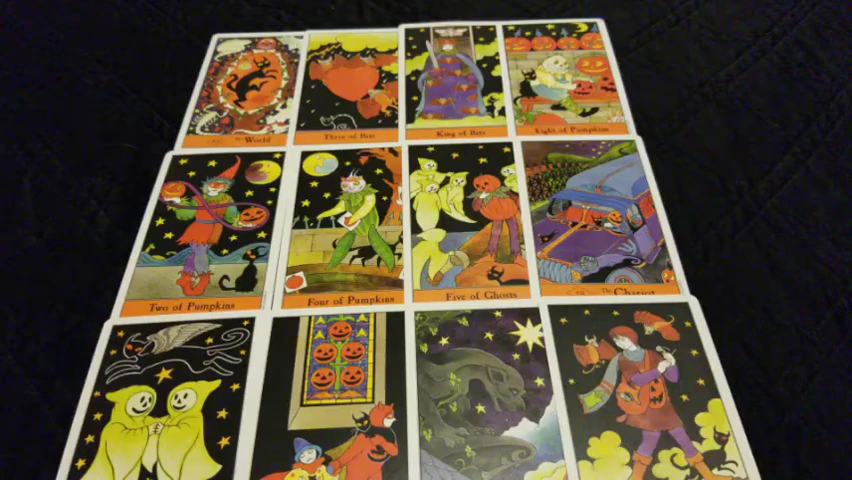 World
Three of Bats
King of Bats
Eight of Pumpkins
Two of Pumpkins
Four of Pumpkins
Five of Ghosts
The Chariot